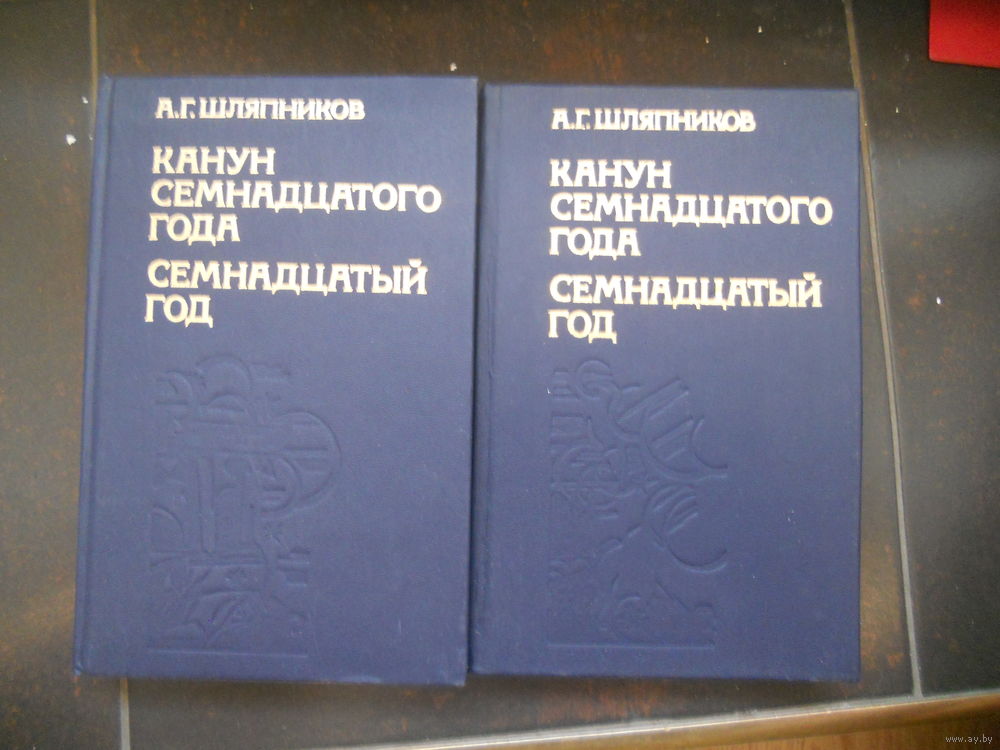 А.Г. ШЛЯПНИКОВ
КАНУН
СЕМНАДЦАТОГО
ГОДА
СЕМНАДЦАТЫЙ
ГОД
А.Г. ШЛЯПНИКОВ
КАНУН
СЕМНАДЦАТОГО
ГОДА
СЕМНАДЦАТЫЙ
ГОД
www.ay.by